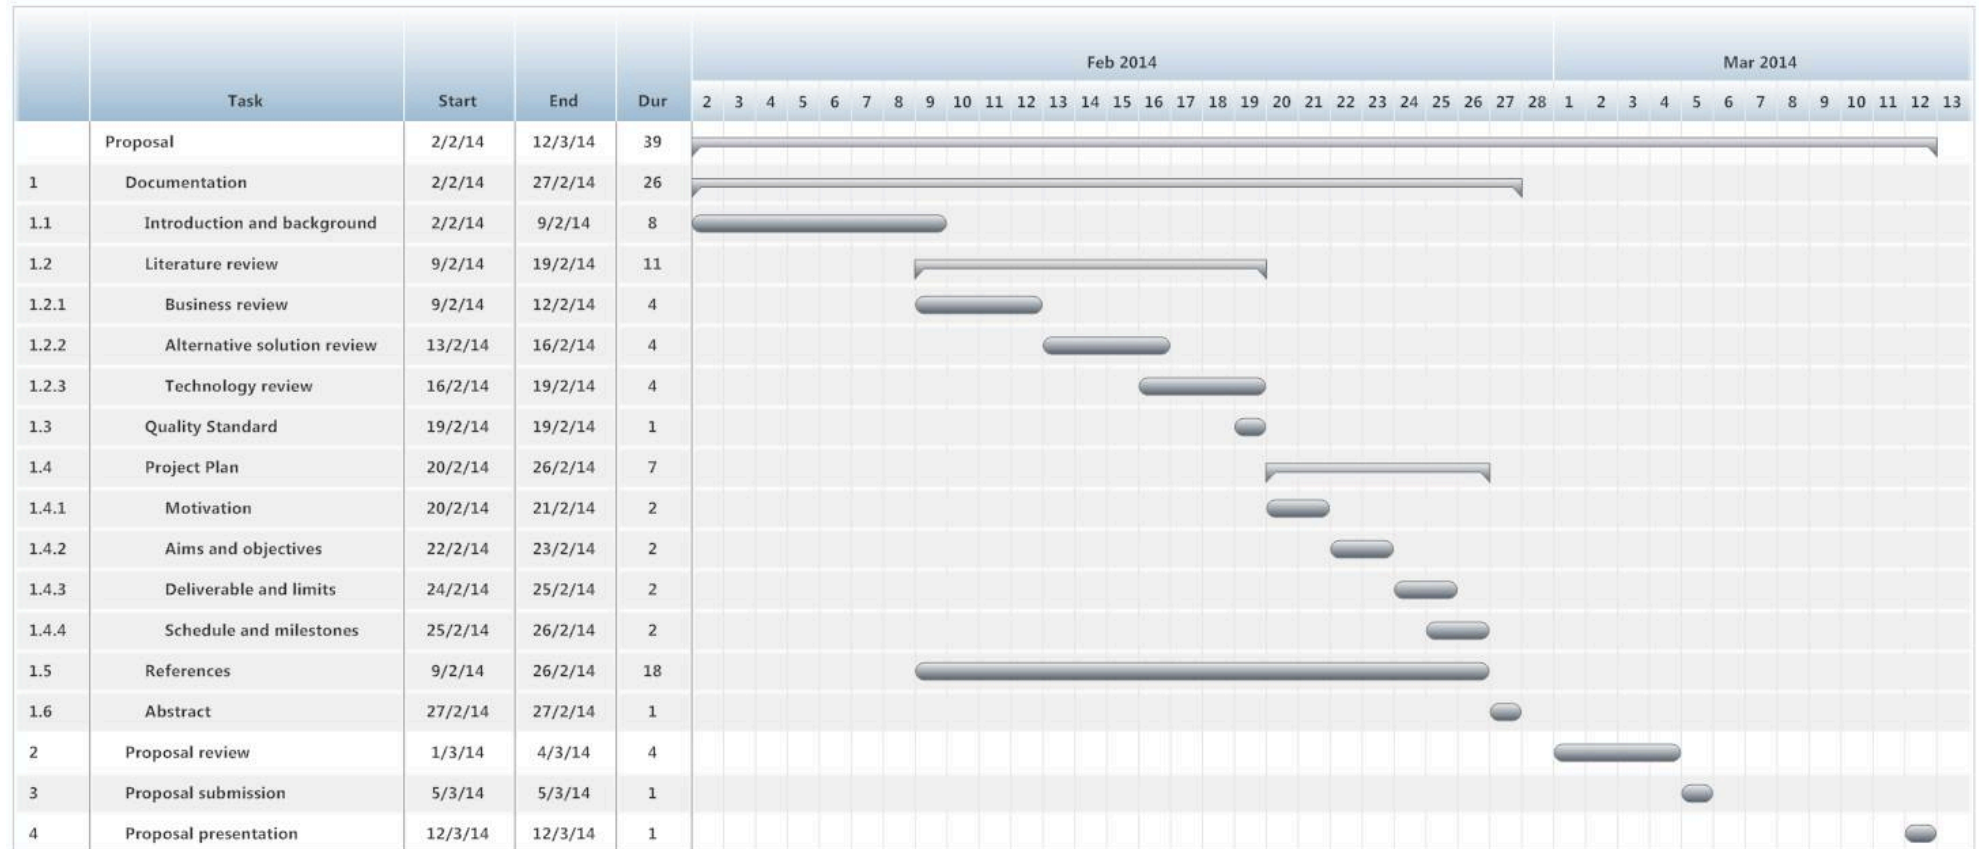 Feb 2014 Mar 2014
Task Start End Dur 2 3 4 5 6 7 8 9 10 11 12 13 14 15 16 17 18 19 20 21 22 23 24 25 26 27 28 1 2 3 4 5 6 7 8 9 10 11 12 13
Proposal 2/2/14 12/3/14 39
1 Documentation 2/2/14 27/2/14 26
1.1 Introduction and background 2/2/14 9/2/14 8
1.2 Literature review 9/2/14 19/2/14 11
1.2.1 Business review 9/2/14 12/2/14 4
1.2.2 Alternative solution review 13/2/14 16/2/14 4
1.2.3 Technology review 16/2/14 19/2/14 4
1.3 Quality Standard 19/2/14 19/2/14 1
1.4 Project Plan 20/2/14 26/2/14 7
1.4.1 Motivation 20/2/14 21/2/14 2
1.4.2 Aims and objectives 22/2/14 23/2/14 2
1.4.3 Deliverable and limits 24/2/14 25/2/14 2
1.4.4 Schedule and milestones 25/2/14 26/2/14 2
1.5 References 9/2/14 26/2/14 18
1.6 Abstract 27/2/14 27/2/14 1
2 Proposal review 1/3/14 4/3/14 4
3 Proposal submission 5/3/14 5/3/14 1
4 Proposal presentation 12/3/14 12/3/14 1